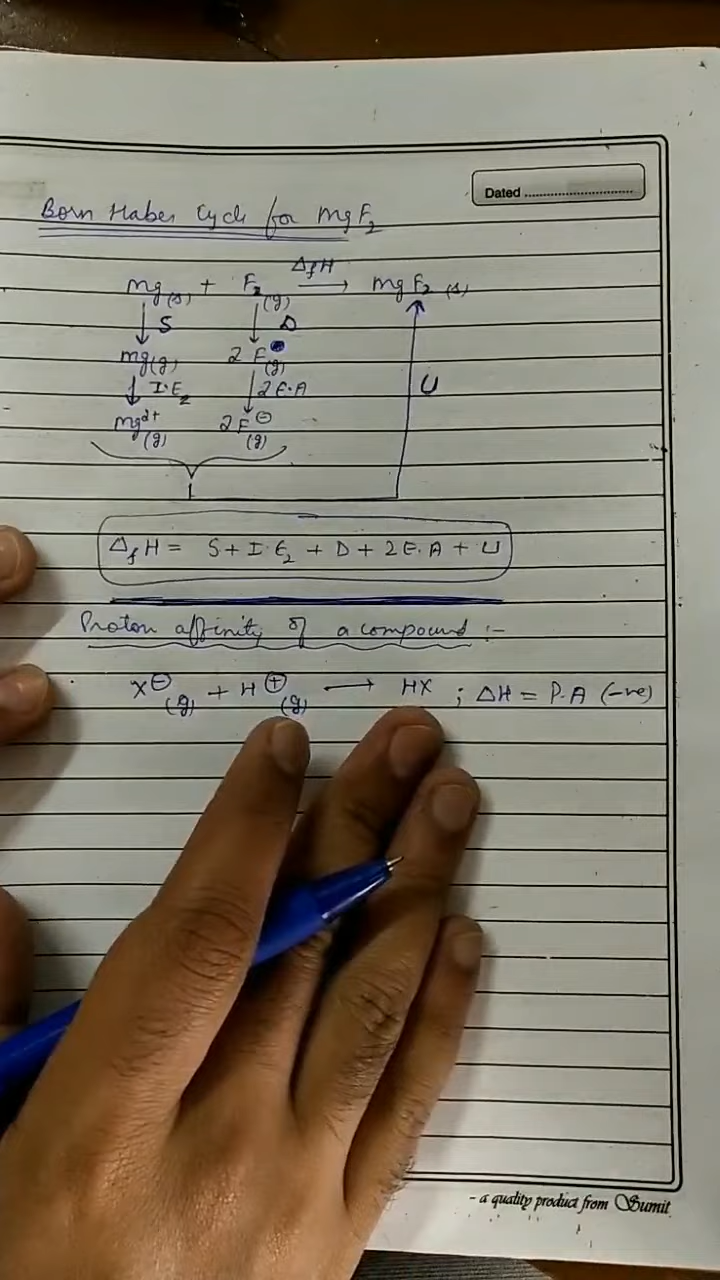 Dated
Born Haber Cycle for MgF₂
Mg(s) + F₂(g) ΔfH → MgF₂(s)
↓ S ↓ D
Mg(g) 2F(g)
↓ I.E₂ ↓ 2E.A U
Mg²⁺(g) 2F⊖(g)
ΔfH = S + I.E₂ + D + 2E.A + U
Proton affinity of a compound :-
X⊖(g) + H⊕(g) → HX ; ΔH = P.A (-ve)
- a quality product from Sumit